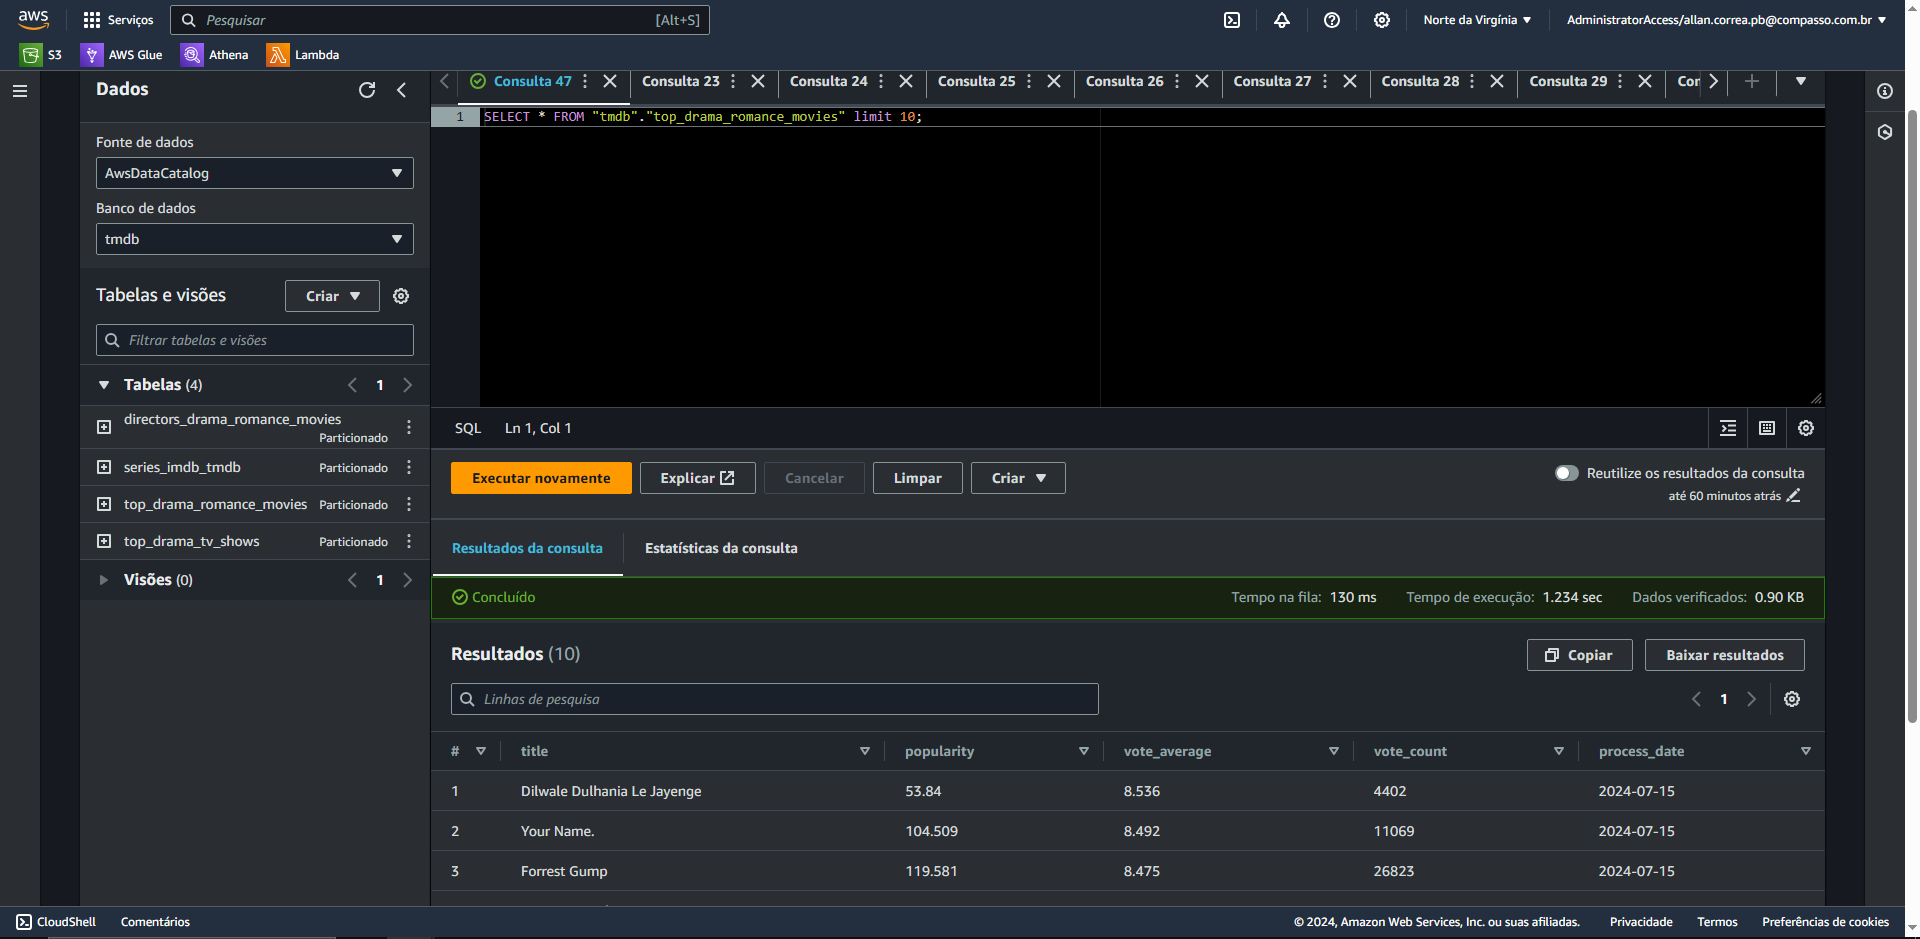 aws
Serviços
Pesquisar
[Alt+S]
Norte da Virgínia
AdministratorAccess/allan.correa.pb@compasso.com.br
S3
AWS Glue
Athena
Lambda
Dados
Fonte de dados
AwsDataCatalog
Banco de dados
tmdb
Tabelas e visões
Criar
Filtrar tabelas e visões
Tabelas (4)
1
directors_drama_romance_movies
Particionado
series_imdb_tmdb
Particionado
top_drama_romance_movies
Particionado
top_drama_tv_shows
Particionado
Visões (0)
1
Consulta 47
Consulta 23
Consulta 24
Consulta 25
Consulta 26
Consulta 27
Consulta 28
Consulta 29
1
SELECT * FROM "tmdb"."top_drama_romance_movies" limit 10;
SQL
Ln 1, Col 1
Executar novamente
Explicar
Cancelar
Limpar
Criar
Reutilize os resultados da consulta
até 60 minutos atrás
Resultados da consulta
Estatísticas da consulta
Concluído
Tempo na fila: 130 ms
Tempo de execução: 1.234 sec
Dados verificados: 0.90 KB
Resultados (10)
Copiar
Baixar resultados
Linhas de pesquisa
1
# title popularity vote_average vote_count process_date
1 Dilwale Dulhania Le Jayenge 53.84 8.536 4402 2024-07-15
2 Your Name. 104.509 8.492 11069 2024-07-15
3 Forrest Gump 119.581 8.475 26823 2024-07-15
CloudShell
Comentários
© 2024, Amazon Web Services, Inc. ou suas afiliadas.
Privacidade
Termos
Preferências de cookies